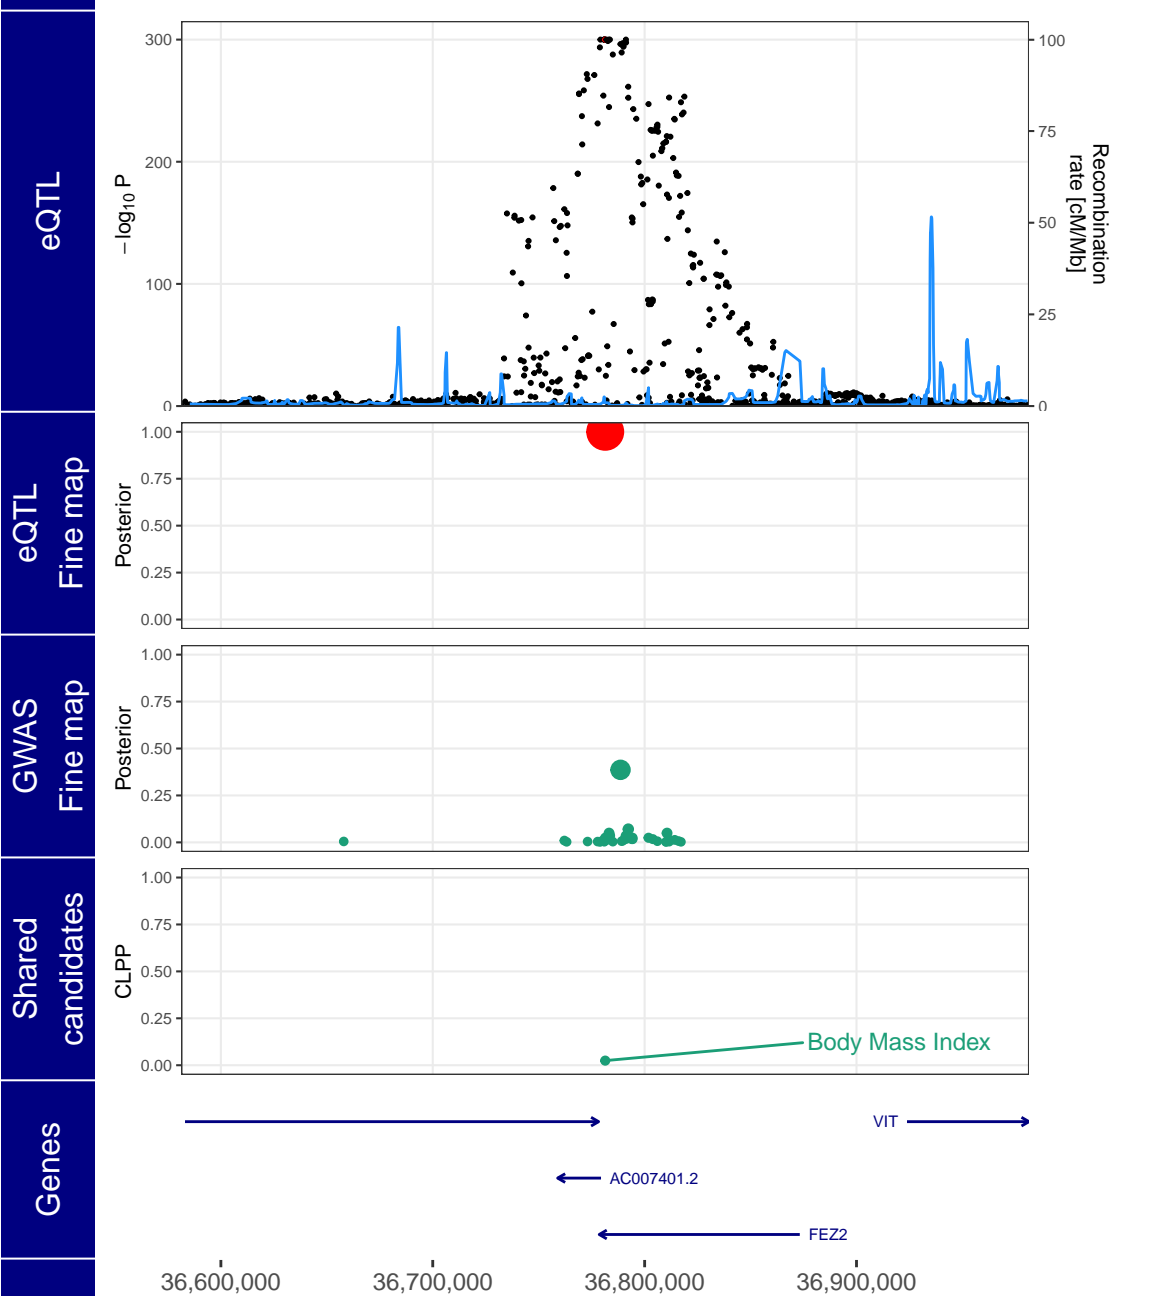 eQTL
−log10 P
300
200
100
0
100
75
50
25
0
Recombination
rate [cM/Mb]
eQTL
Fine map
Posterior
1.00
0.75
0.50
0.25
0.00
GWAS
Fine map
Posterior
1.00
0.75
0.50
0.25
0.00
Shared
candidates
CLPP
1.00
0.75
0.50
0.25
0.00
Body Mass Index
Genes
VIT
AC007401.2
FEZ2
36,600,000
36,700,000
36,800,000
36,900,000